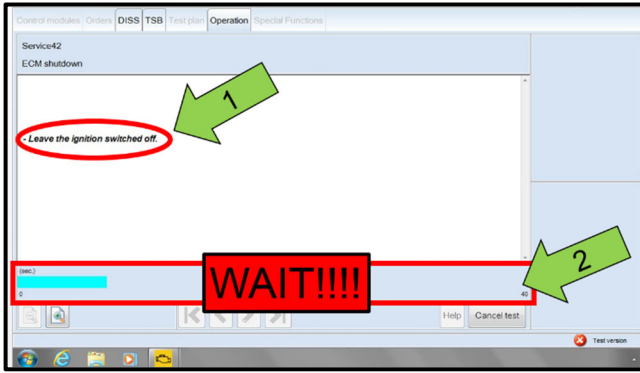 Control modules Orders DISS TSB Test plan Operation Special Functions
Service42
ECM shutdown
1
- Leave the ignition switched off.
2
(sec.)
WAIT!!!!
0 40
Help Cancel test
Test version